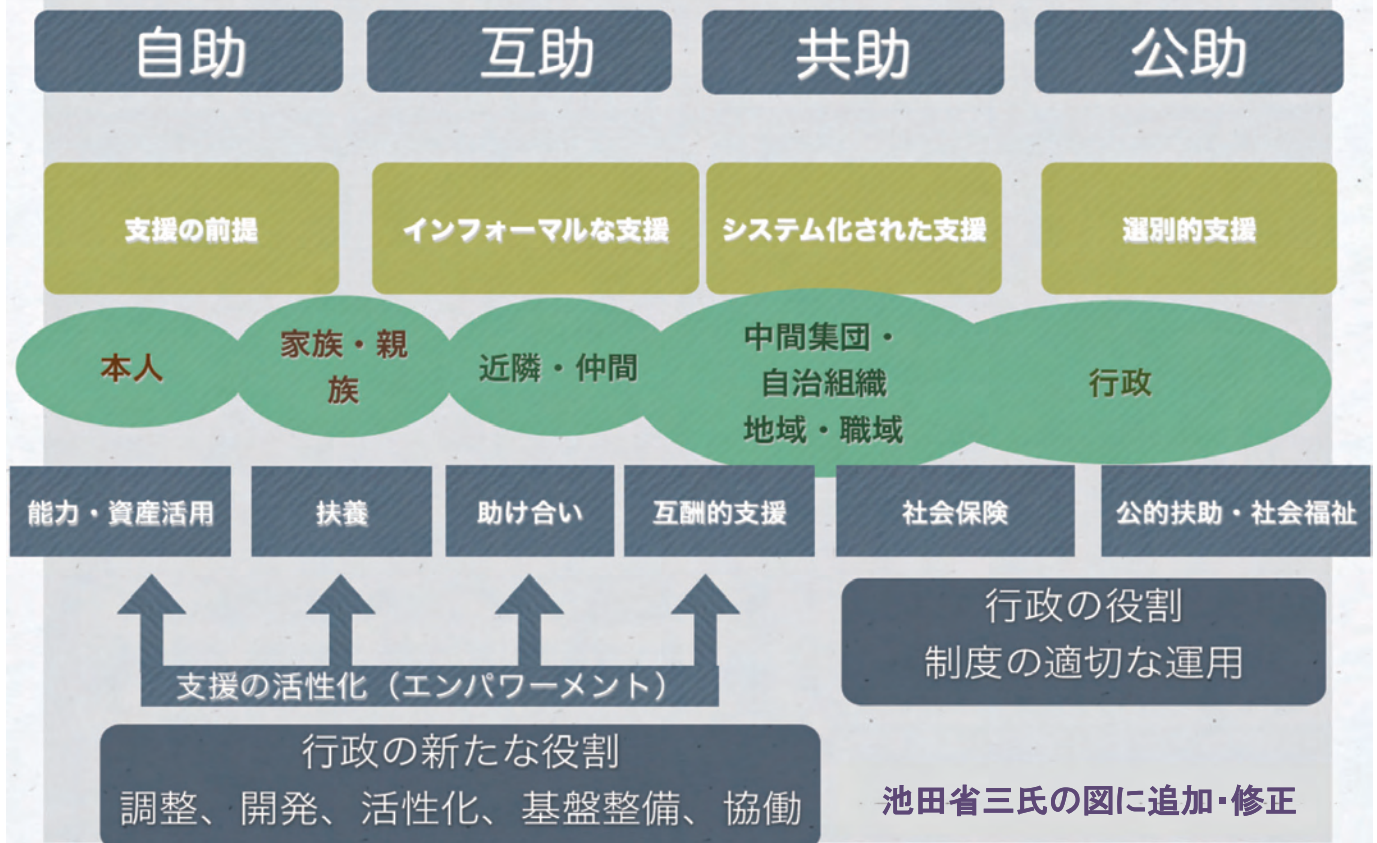 自助
互助
共助
公助
支援の前提
インフォーマルな支援
システム化された支援
選別的支援
本人
家族・親
族
近隣・仲間
中間集団・
自治組織
地域・職域
行政
能力・資産活用
扶養
助け合い
互酬的支援
社会保険
公的扶助・社会福祉
支援の活性化（エンパワーメント）
行政の役割
制度の適切な運用
行政の新たな役割
調整、開発、活性化、基盤整備、協働
池田省三氏の図に追加・修正